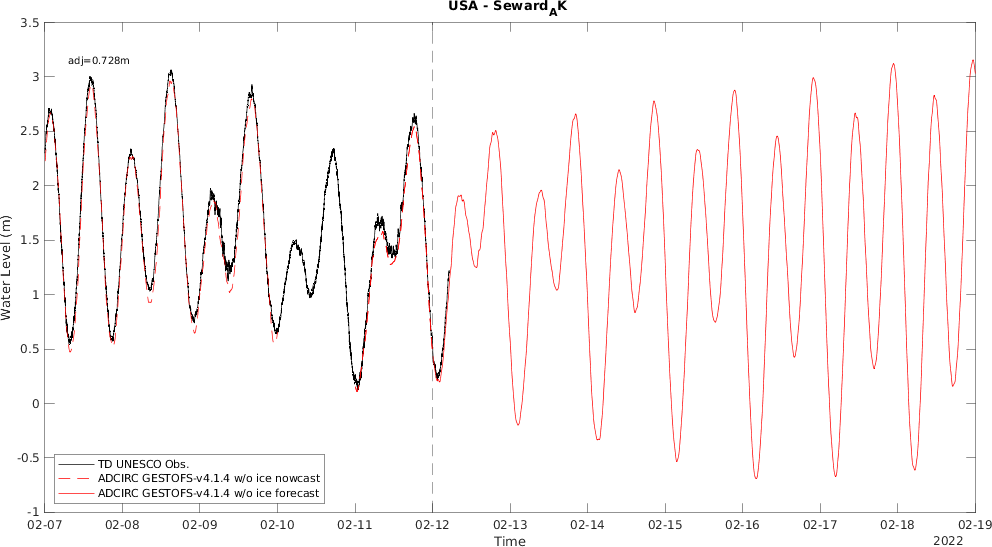 USA - Seward_AK
3.5
3
2.5
2
1.5
1
0.5
0
-0.5
-1
Water Level (m)
adj=0.728m
TD UNESCO Obs.
ADCIRC GESTOFS-v4.1.4 w/o ice nowcast
ADCIRC GESTOFS-v4.1.4 w/o ice forecast
02-07 02-08 02-09 02-10 02-11 02-12 02-13 02-14 02-15 02-16 02-17 02-18 02-19
Time
2022